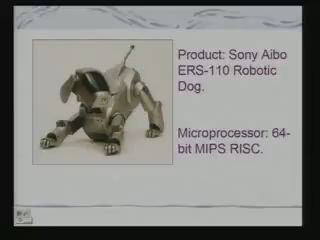 Product: Sony Aibo
ERS-110 Robotic
Dog.
Microprocessor: 64-
bit MIPS RISC.